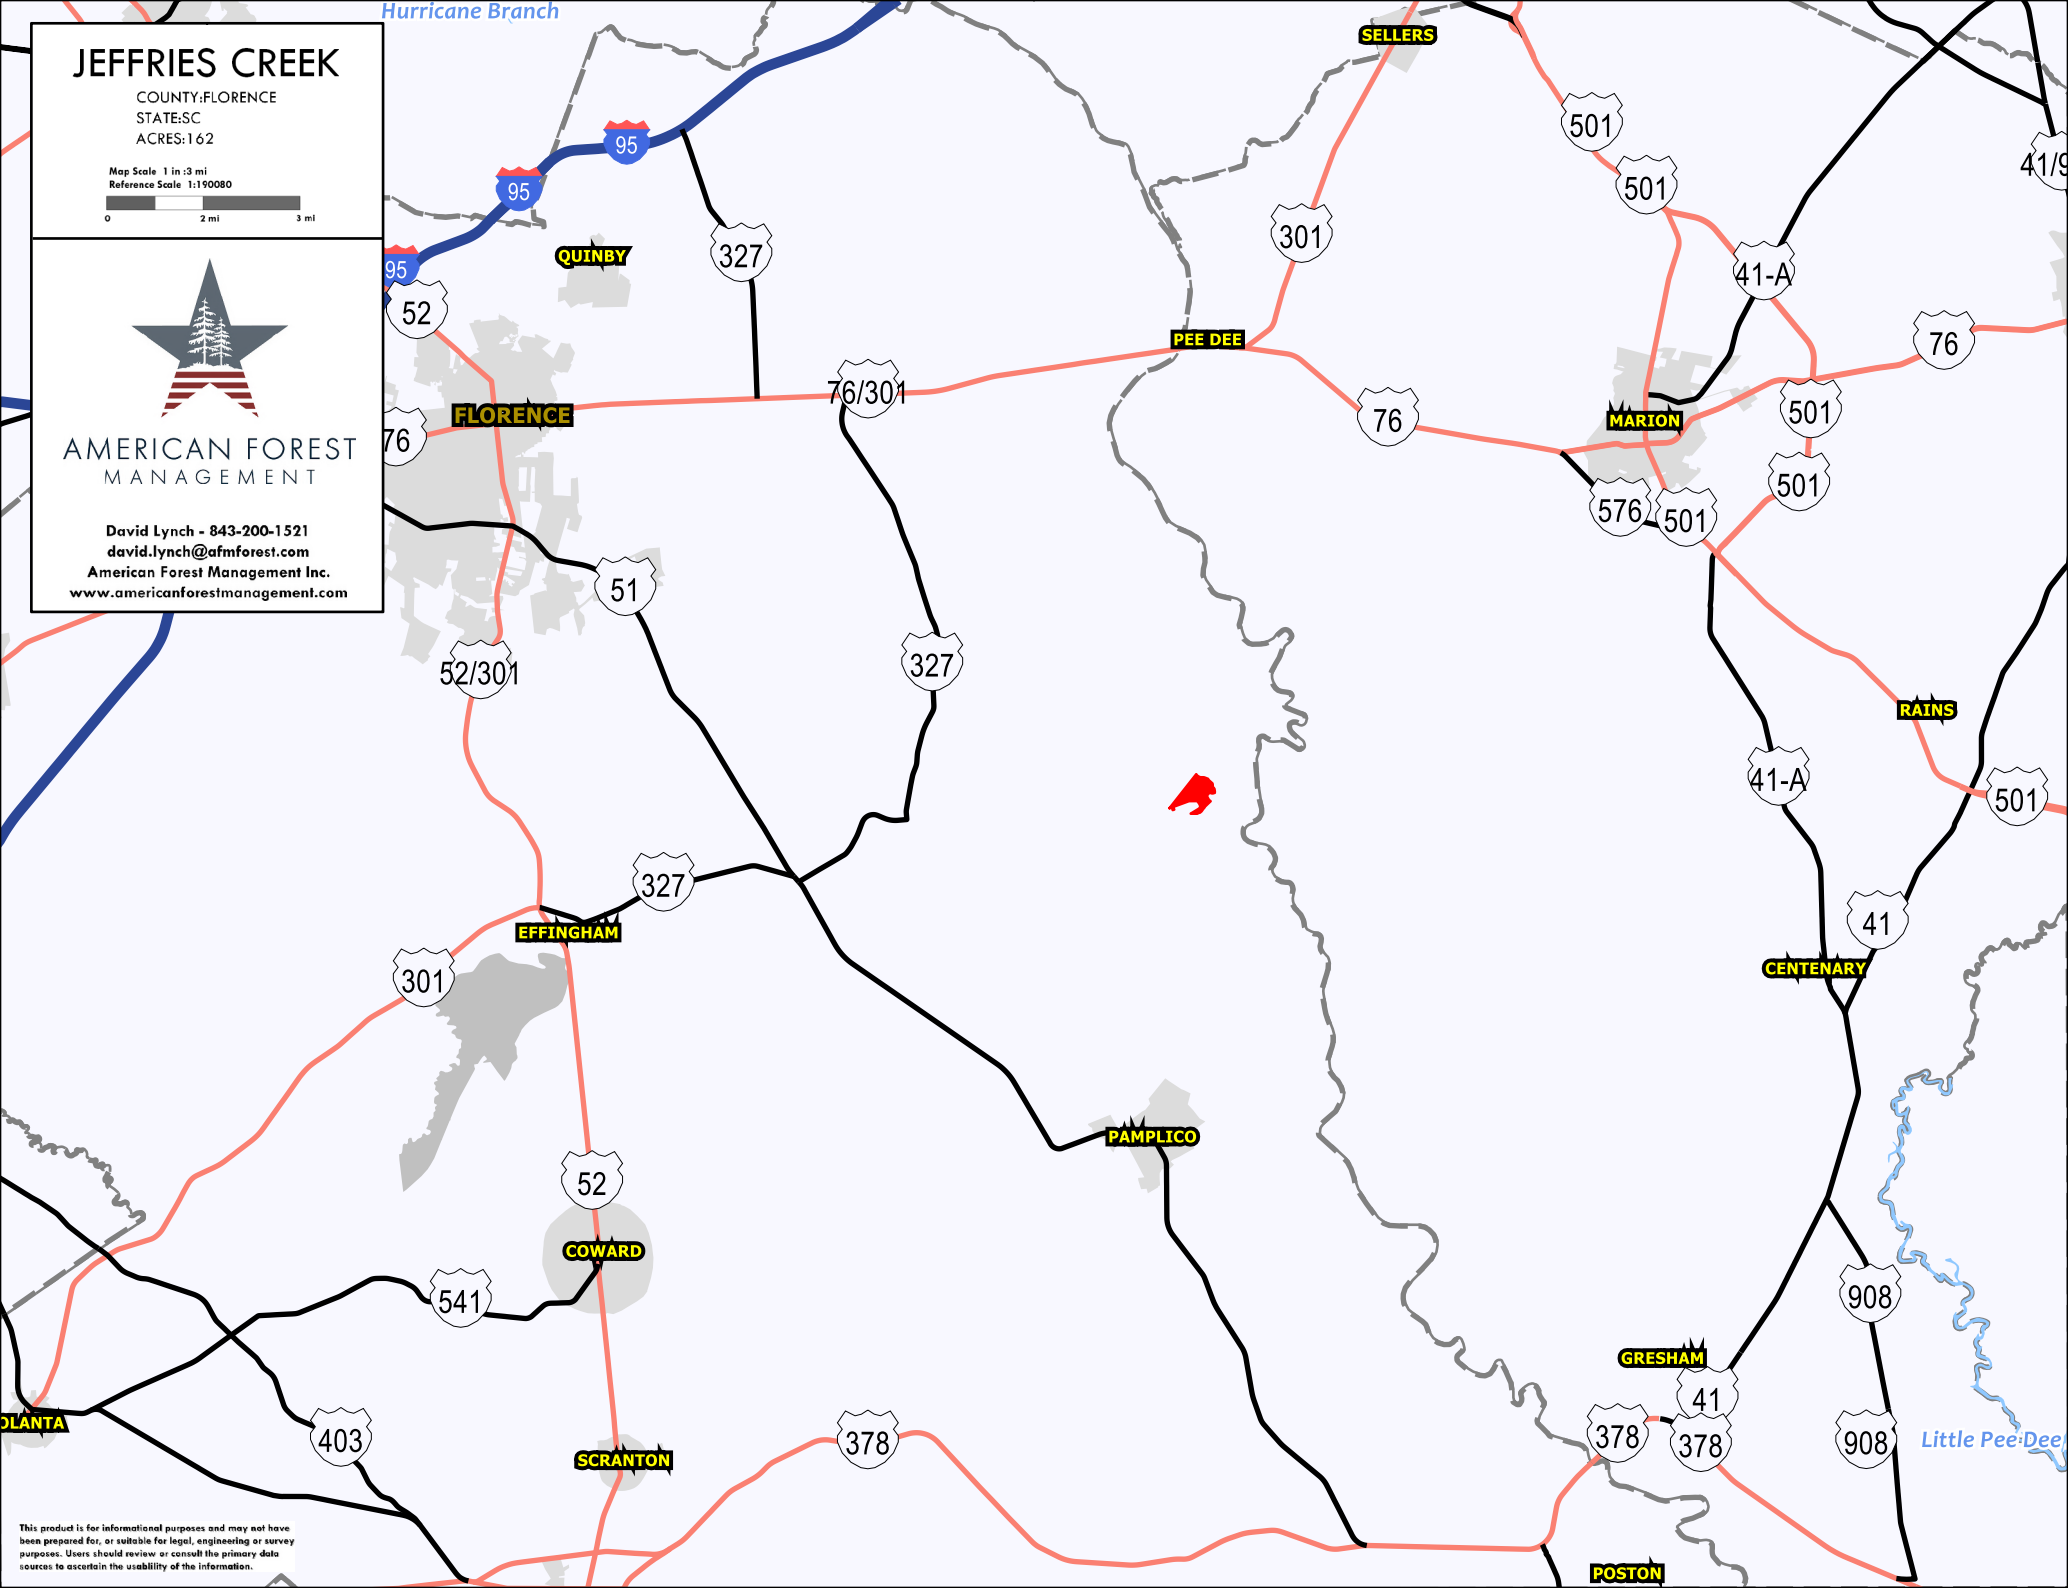 Hurricane Branch
JEFFRIES CREEK
COUNTY:FLORENCE
STATE:SC
ACRES:162
Map Scale 1 in :3 mi
Reference Scale 1:190080
0 2 mi 3 mi
AMERICAN FOREST
MANAGEMENT
David Lynch - 843-200-1521
david.lynch@afmforest.com
American Forest Management Inc.
www.americanforestmanagement.com
SELLERS
501
95
41/9
501
95
301
QUINBY
327
95
41-A
52
PEE DEE
76
76/301
501
FLORENCE
76
MARION
76
501
576
501
51
327
52/301
RAINS
41-A
501
327
41
EFFINGHAM
CENTENARY
301
PAMPLICO
52
COWARD
541
908
GRESHAM
41
OLANTA
403
378
378
378
908
Little Pee Dee
SCRANTON
POSTON
This product is for informational purposes and may not have
been prepared for, or suitable for legal, engineering or survey
purposes. Users should review or consult the primary data
sources to ascertain the usability of the information.